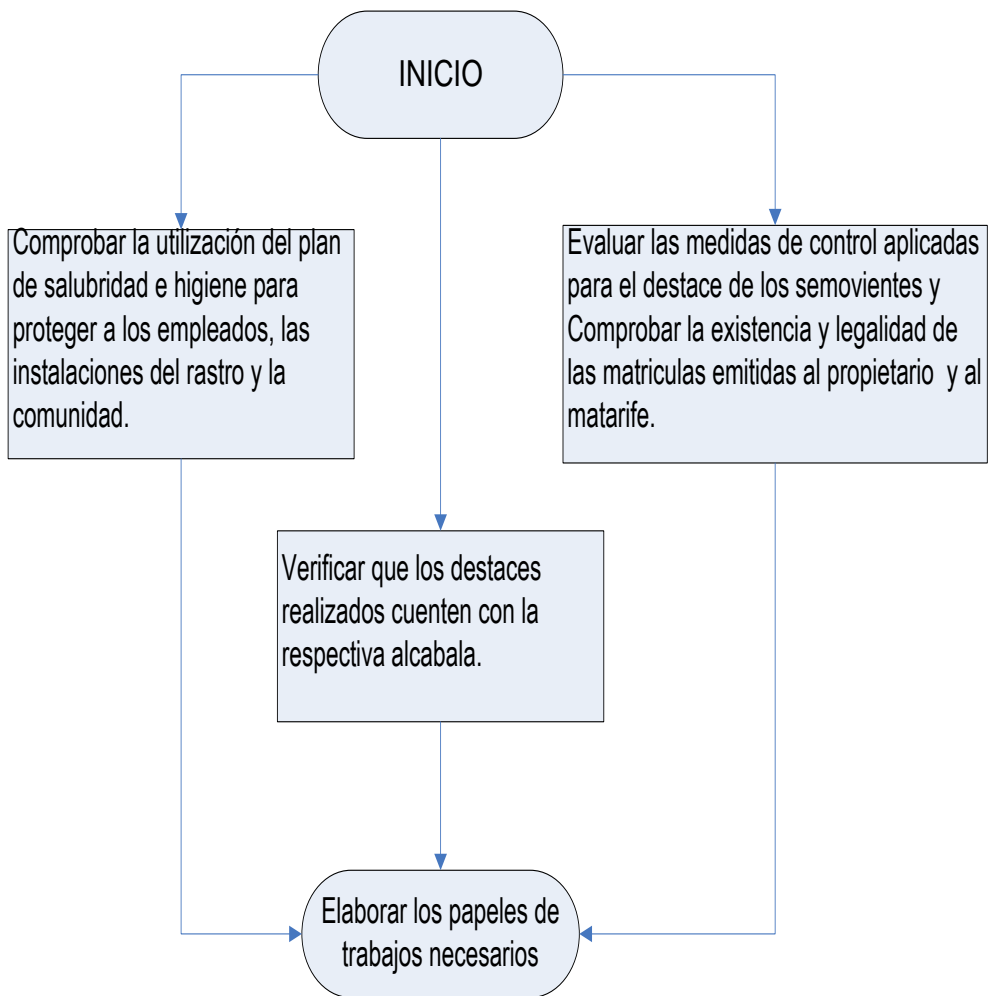 INICIO
Comprobar la utilización del plan
de salubridad e higiene para
proteger a los empleados, las
instalaciones del rastro y la
comunidad.
Evaluar las medidas de control aplicadas
para el destace de los semovientes y
Comprobar la existencia y legalidad de
las matriculas emitidas al propietario y al
matarife.
Verificar que los destaces
realizados cuenten con la
respectiva alcabala.
Elaborar los papeles de
trabajos necesarios